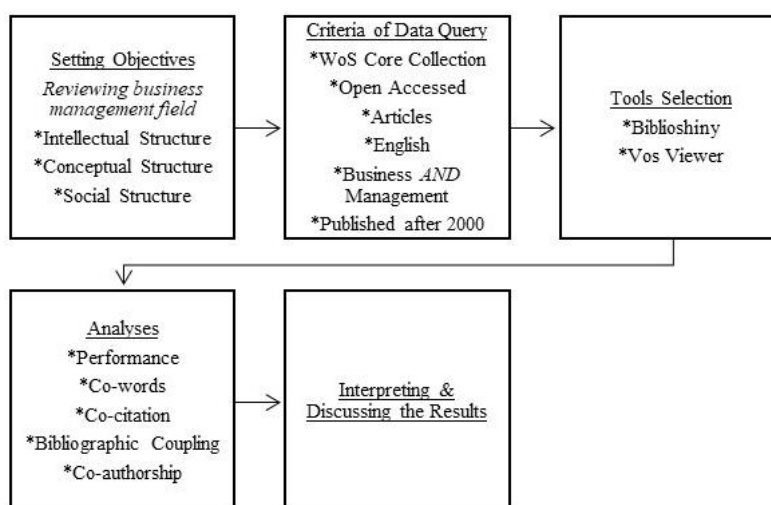 Setting Objectives
Reviewing business
management field
*Intellectual Structure
*Conceptual Structure
*Social Structure
Criteria of Data Query
*WoS Core Collection
*Open Accessed
*Articles
*English
*Business AND
Management
*Published after 2000
Tools Selection
*Biblioshiny
*Vos Viewer
Analyses
*Performance
*Co-words
*Co-citation
*Bibliographic Coupling
*Co-authorship
Interpreting &
Discussing the Results